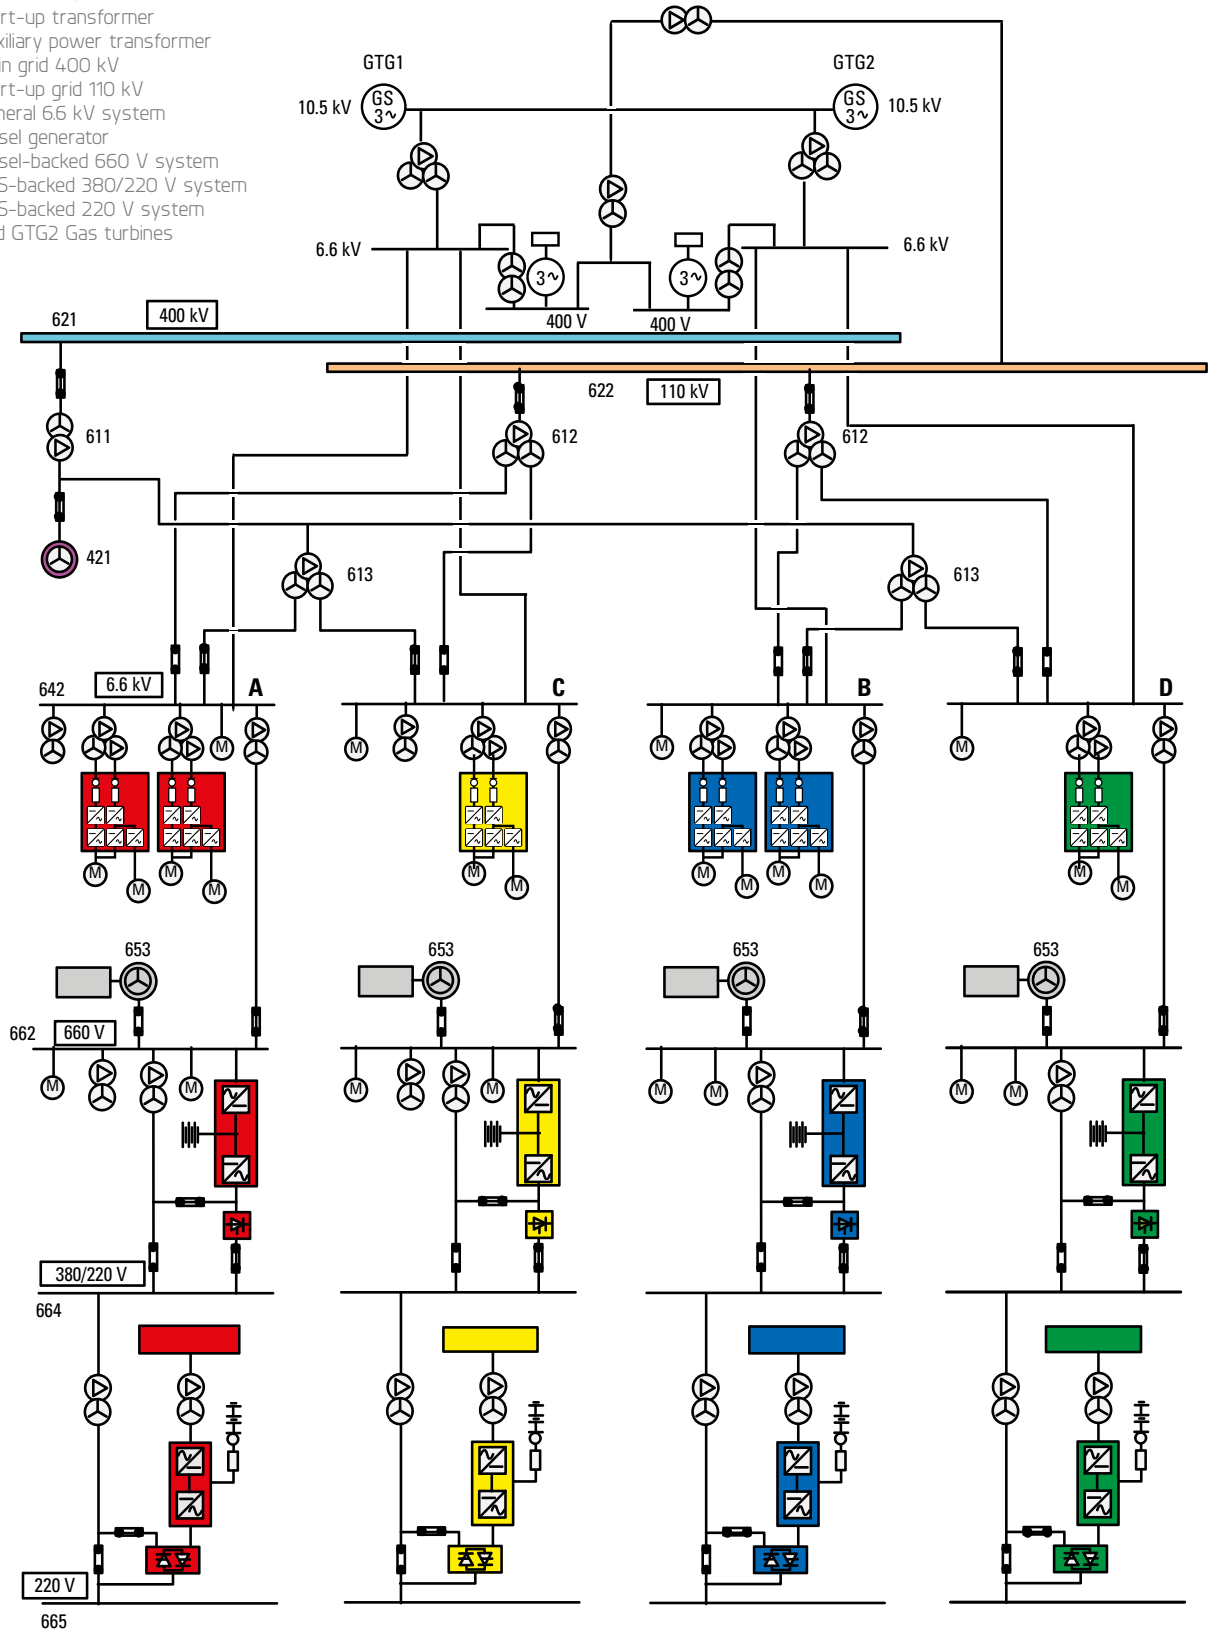 rt-up transformer
xiliary power transformer
in grid 400 kV
rt-up grid 110 kV
neral 6.6 kV system
sel generator
sel-backed 660 V system
S-backed 380/220 V system
S-backed 220 V system
d GTG2 Gas turbines
GTG1 GTG2
10.5 kV GS 3~ GS 3~ 10.5 kV
6.6 kV 3~ 3~ 6.6 kV
400 V 400 V
621 400 kV
622 110 kV
611 612 612
421 613 613
642 6.6 kV A C B D
M M M M
M M M M M M
M M M M M M
653 653 653 653
662 660 V
M M M M M M M M
380/220 V
664
220 V
665